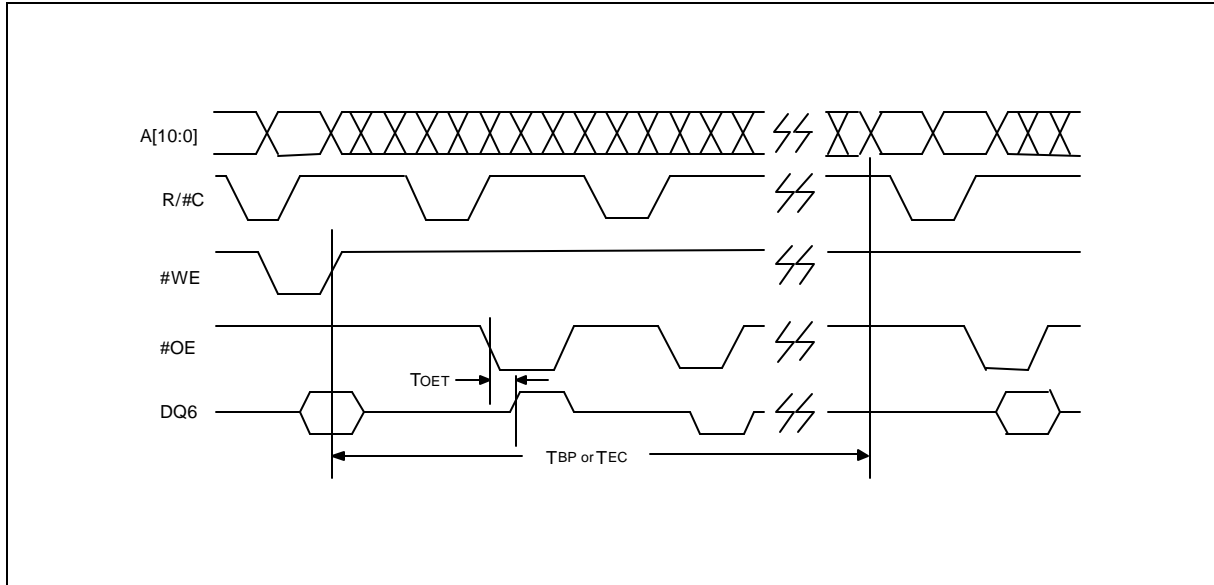 A[10:0]
R/#C
#WE
#OE
TOET
DQ6
TBP or TEC